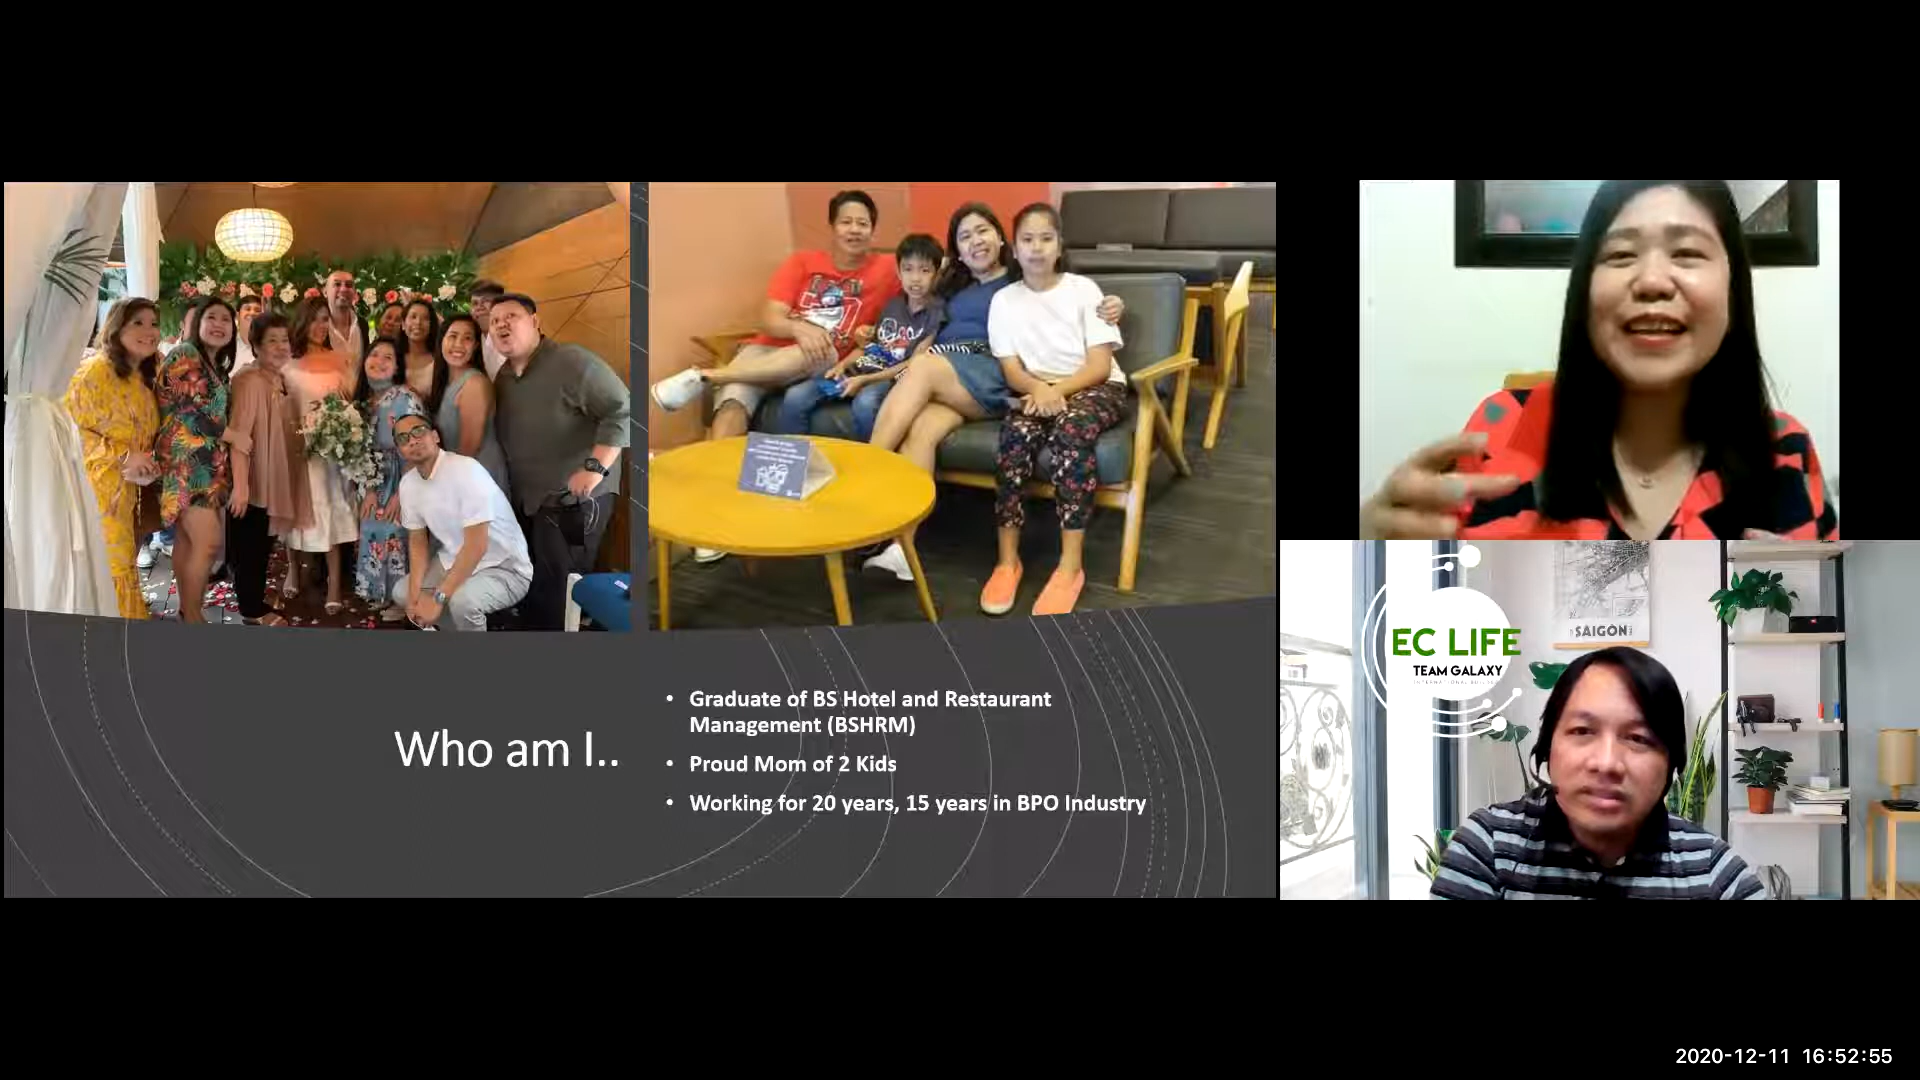 Who am I..
• Graduate of BS Hotel and Restaurant
Management (BSHRM)
• Proud Mom of 2 Kids
• Working for 20 years, 15 years in BPO Industry
SAIGON
EC LIFE
TEAM GALAXY
2020-12-11 16:52:55